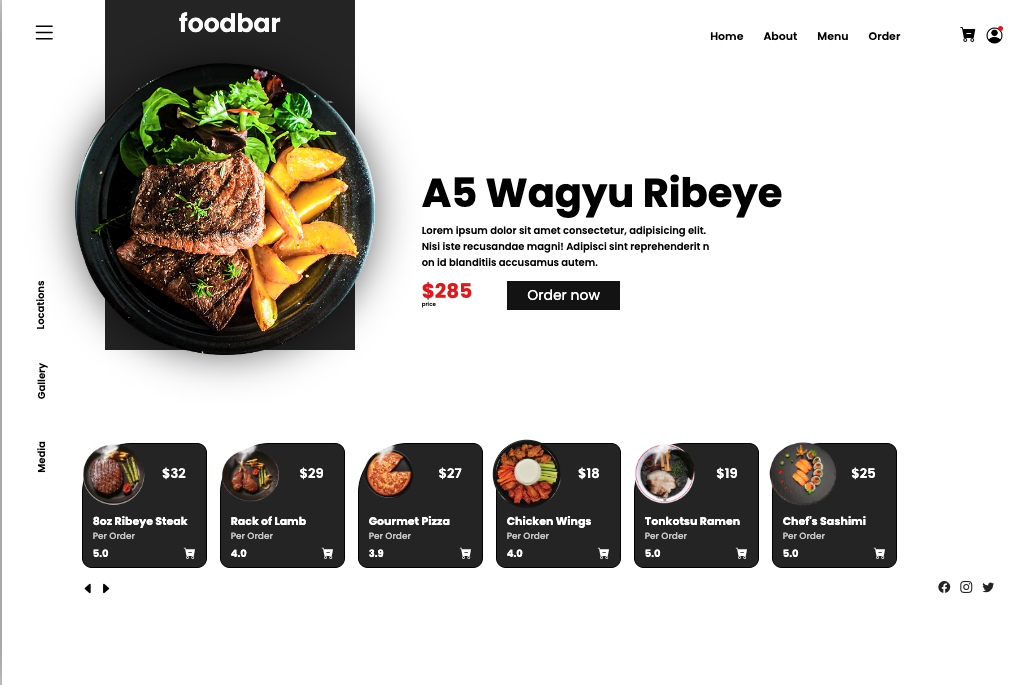 foodbar
Home About Menu Order
A5 Wagyu Ribeye
Lorem ipsum dolor sit amet consectetur, adipisicing elit.
Nisi iste recusandae magni! Adipisci sint reprehenderit n
on id blanditiis accusamus autem.
$285
price
Order now
Locations
Gallery
Media
$32
8oz Ribeye Steak
Per Order
5.0
$29
Rack of Lamb
Per Order
4.0
$27
Gourmet Pizza
Per Order
3.9
$18
Chicken Wings
Per Order
4.0
$19
Tonkotsu Ramen
Per Order
5.0
$25
Chef's Sashimi
Per Order
5.0